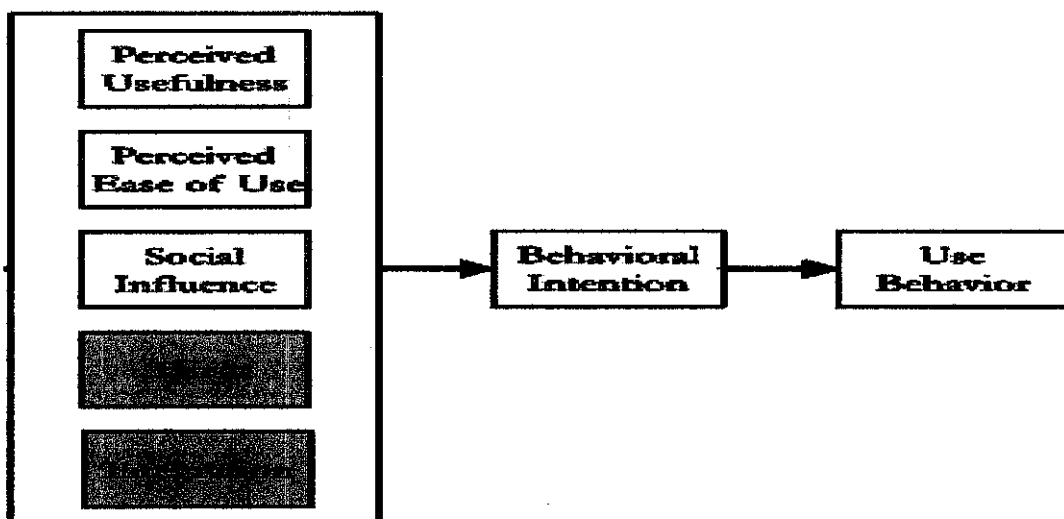 Perceived
Usefulness
Perceived
Ease of Use
Social
Influence
Behavioral
Intention
Use
Behavior